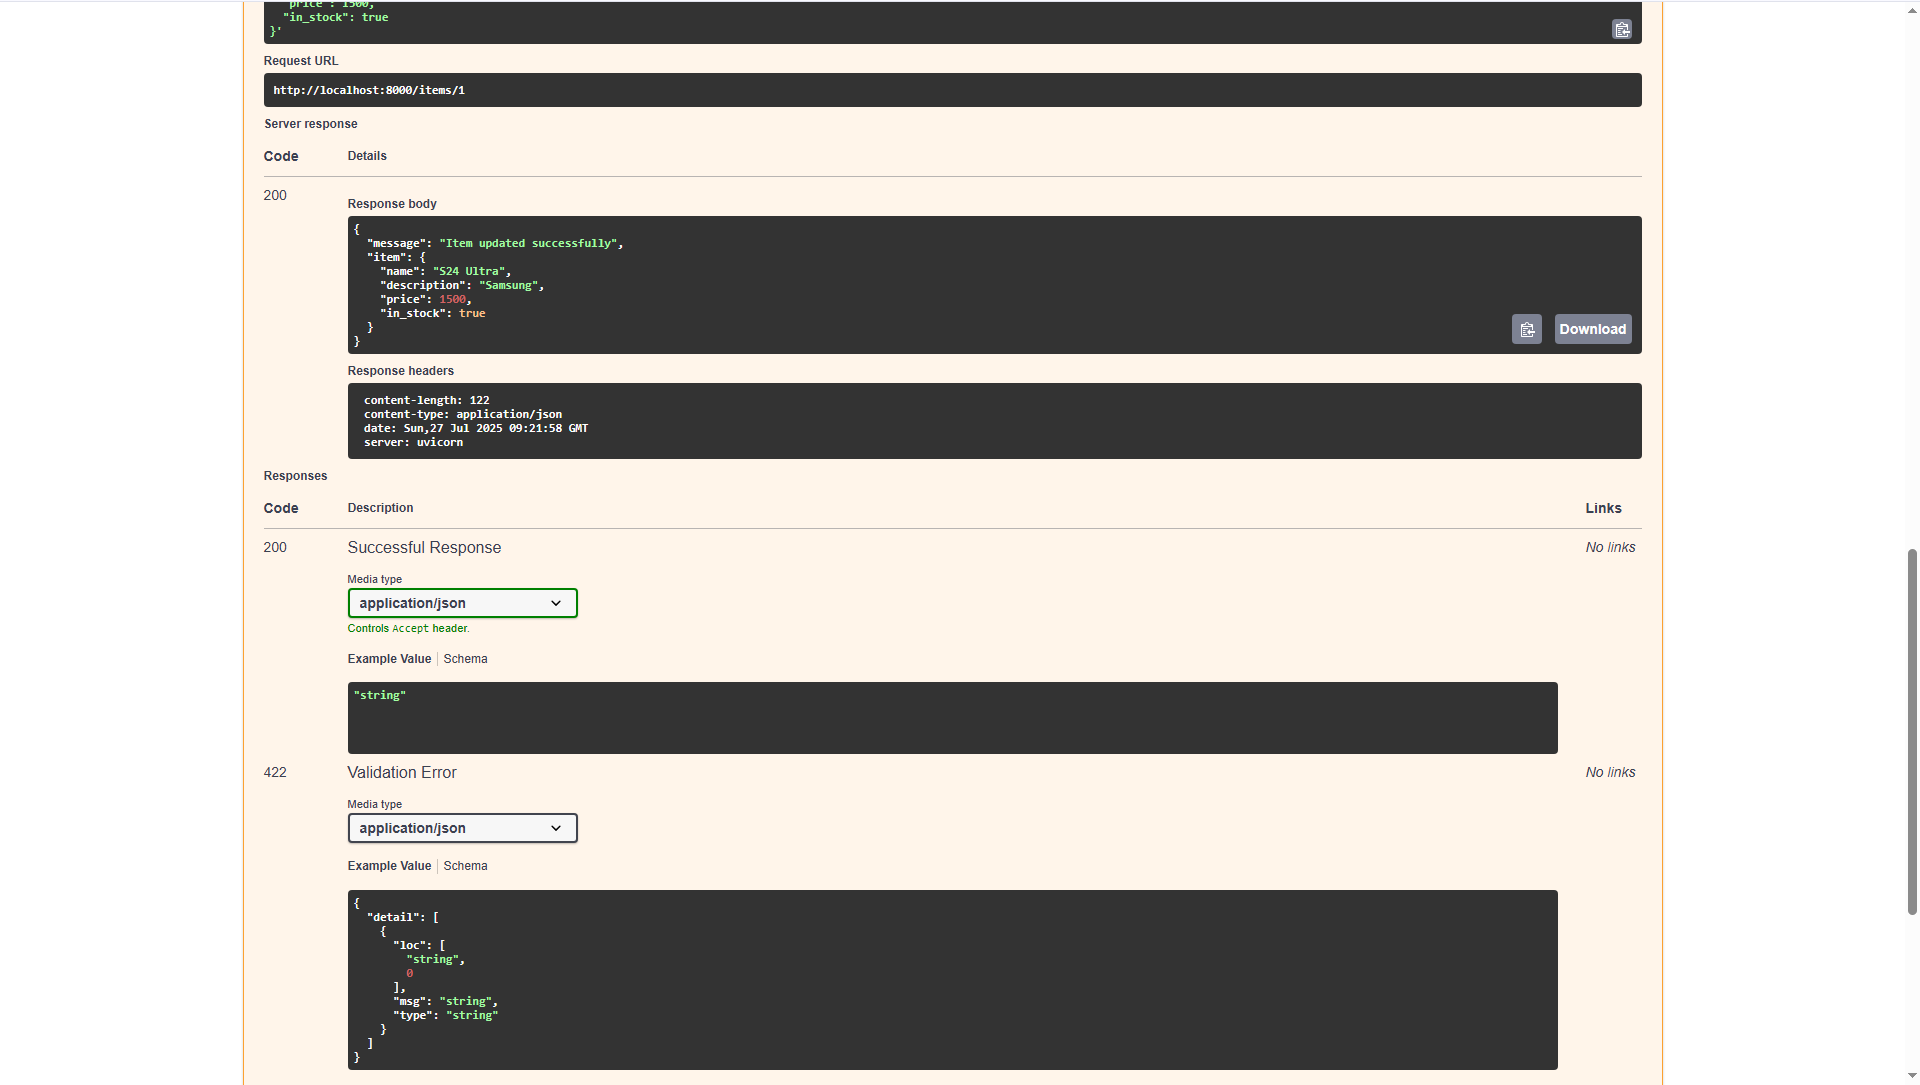 "price": 1500,
"in_stock": true
}'
Request URL
http://localhost:8000/items/1
Server response
Code Details
200
Response body
{
"message": "Item updated successfully",
"item": {
"name": "S24 Ultra",
"description": "Samsung",
"price": 1500,
"in_stock": true
}
}
Download
Response headers
content-length: 122
content-type: application/json
date: Sun,27 Jul 2025 09:21:58 GMT
server: uvicorn
Responses
Code Description Links
200 Successful Response No links
Media type
application/json
Controls Accept header.
Example Value Schema
"string"
422 Validation Error No links
Media type
application/json
Example Value Schema
{
"detail": [
{
"loc": [
"string",
0
],
"msg": "string",
"type": "string"
}
]
}